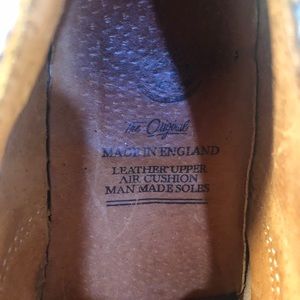 The Original
MADE IN ENGLAND
LEATHER UPPER
AIR CUSHION
MAN MADE SOLES